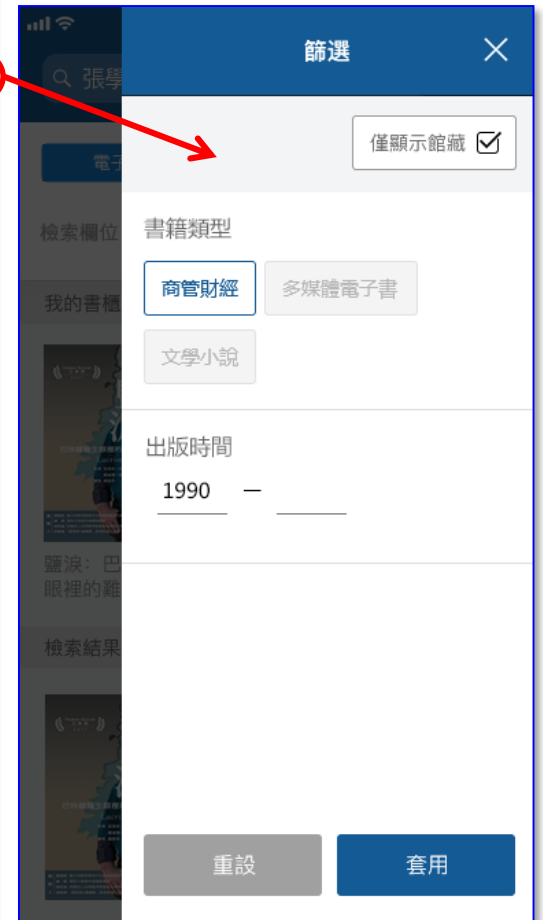 篩選
張學
僅顯示館藏
電子
檢索欄位
書籍類型
商管財經
多媒體電子書
我的書櫃
文學小說
出版時間
1990 —
鹽淚：巴
眼裡的難
檢索結果
重設
套用